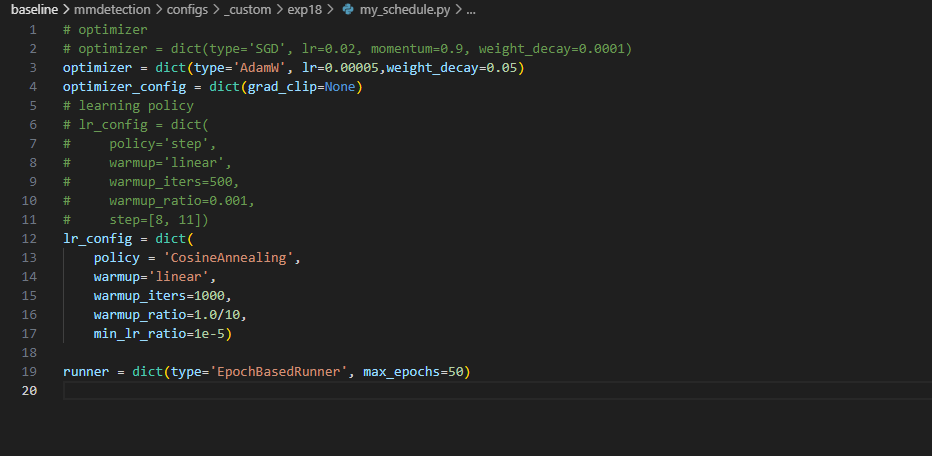 baseline > mmdetection > configs > _custom > exp18 > my_schedule.py > ...
1 # optimizer
2 # optimizer = dict(type='SGD', lr=0.02, momentum=0.9, weight_decay=0.0001)
3 optimizer = dict(type='AdamW', lr=0.00005,weight_decay=0.05)
4 optimizer_config = dict(grad_clip=None)
5 # learning policy
6 # lr_config = dict(
7 #     policy='step',
8 #     warmup='linear',
9 #     warmup_iters=500,
10 #     warmup_ratio=0.001,
11 #     step=[8, 11])
12 lr_config = dict(
13     policy = 'CosineAnnealing',
14     warmup='linear',
15     warmup_iters=1000,
16     warmup_ratio=1.0/10,
17     min_lr_ratio=1e-5)
18
19 runner = dict(type='EpochBasedRunner', max_epochs=50)
20